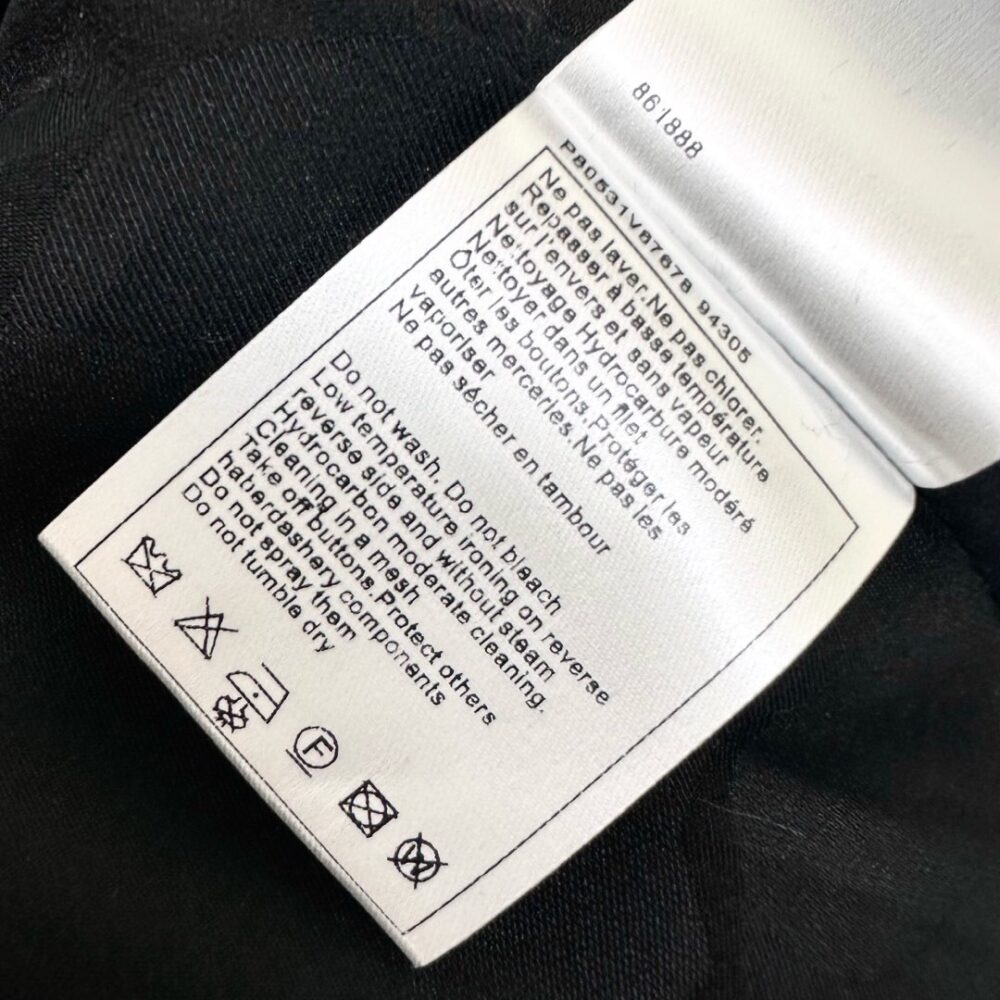 861888
P80531V67678 94305
Ne pas laver.Ne pas chlorer.
Repasser à basse température
sur l'envers et sans vapeur
Nettoyage Hydrocarbure modéré
Nettoyer dans un filet.
Ôter les boutons.Protéger les
autres merceries.Ne pas les
vaporiser
Ne pas sécher en tambour
Do not wash. Do not bleach
Low temperature ironing on reverse
reverse side and without steam
Hydrocarbon moderate cleaning.
Cleaning in a mesh
Take off buttons.Protect others
haberdashery components
Do not spray them
Do not tumble dry
F
W